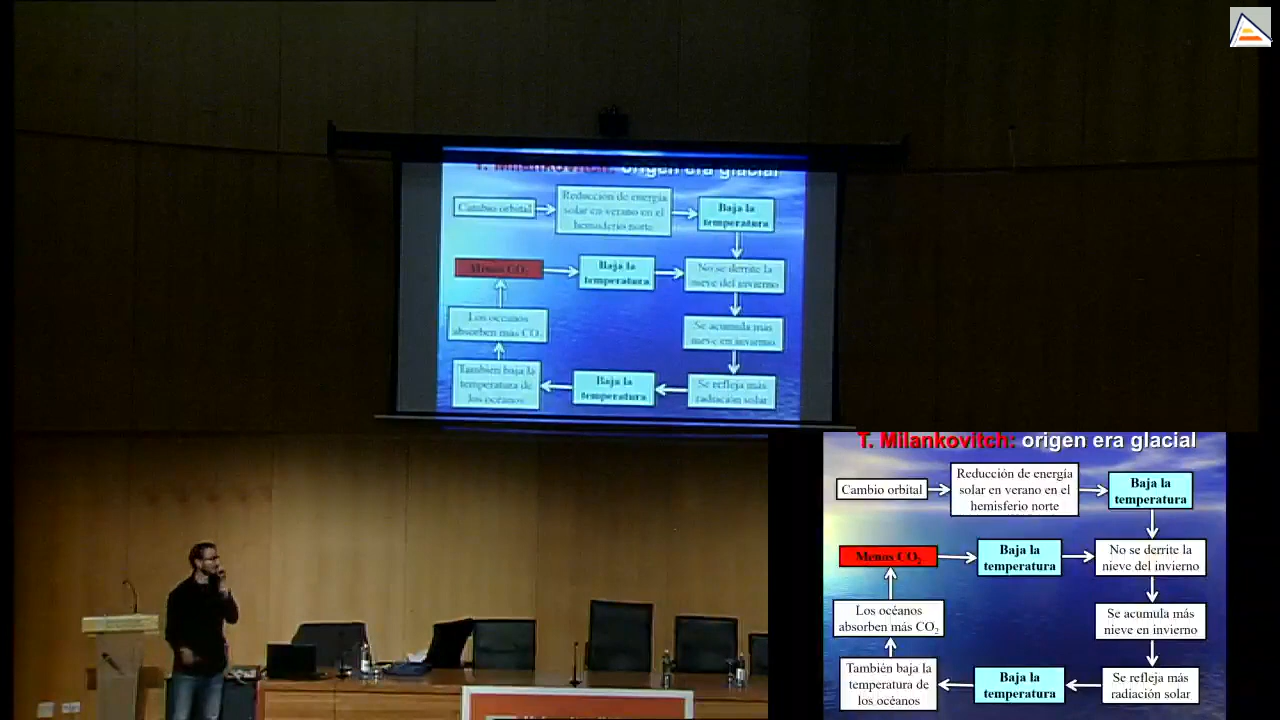 T. Milankovitch: origen era glacial
Cambio orbital
Reducción de energía
solar en verano en el
hemisferio norte
Baja la
temperatura
Menos CO2
Baja la
temperatura
No se derrite la
nieve del invierno
Los océanos
absorben más CO
Se acumula más
nieve en invierno
También baja la
temperatura de
los océanos
Baja la
temperatura
Se refleja más
radiación solar
T. Milankovitch: origen era glacial
Cambio orbital
Reducción de energía
solar en verano en el
hemisferio norte
Baja la
temperatura
Menos CO2
Baja la
temperatura
No se derrite la
nieve del invierno
Los océanos
absorben más CO2
Se acumula más
nieve en invierno
También baja la
temperatura de
los océanos
Baja la
temperatura
Se refleja más
radiación solar